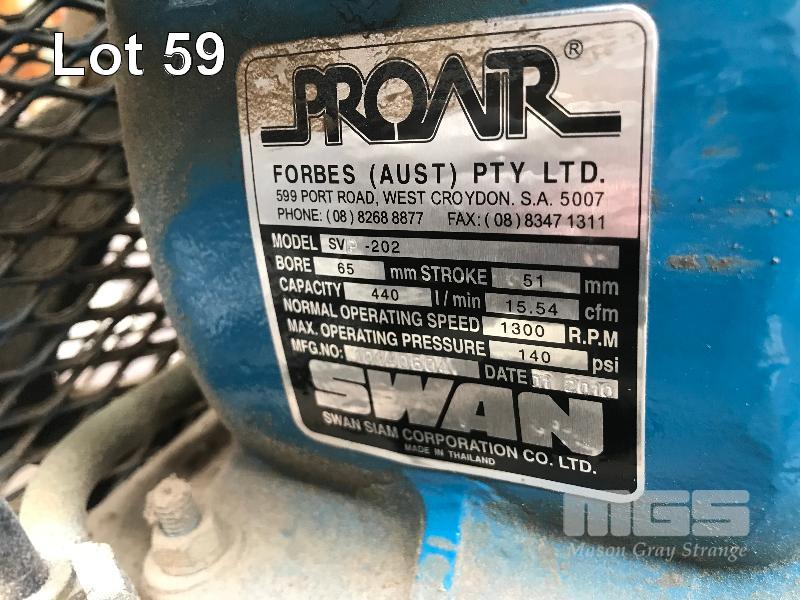 Lot 59
PROAIR®
FORBES (AUST) PTY LTD.
599 PORT ROAD, WEST CROYDON. S.A. 5007
PHONE: (08) 8268 8877 FAX: (08) 8347 1311
MODEL SVP-202
BORE 65 mm STROKE 51 mm
CAPACITY 440 l/min 15.54 cfm
NORMAL OPERATING SPEED 1300 R.P.M
MAX. OPERATING PRESSURE 140 psi
MFG.NO: DATE 2010
SWAN
SWAN SIAM CORPORATION CO. LTD.
MADE IN THAILAND
MGS
Mason Gray Strange